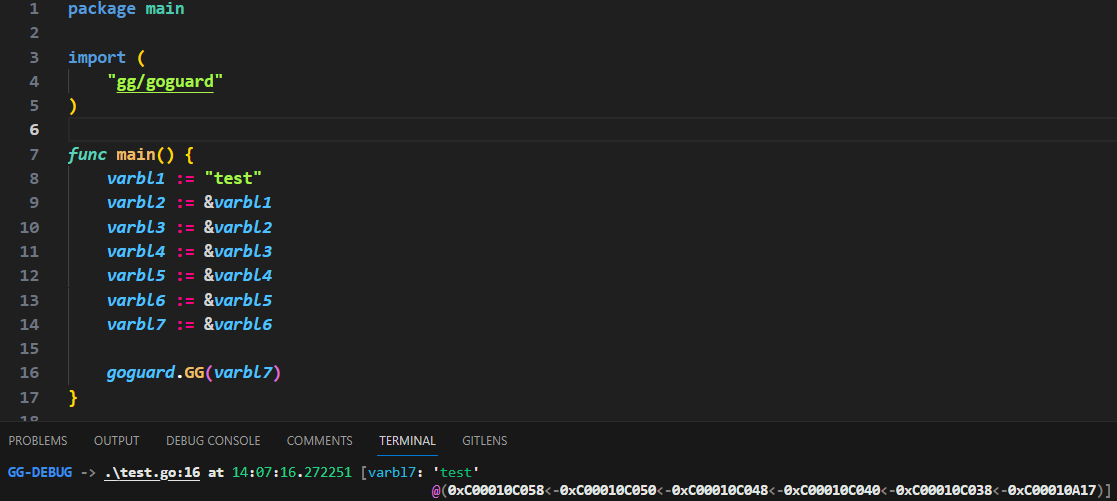 1 package main
2
3 import (
4 "gg/goguard"
5 )
6
7 func main() {
8 varbl1 := "test"
9 varbl2 := &varbl1
10 varbl3 := &varbl2
11 varbl4 := &varbl3
12 varbl5 := &varbl4
13 varbl6 := &varbl5
14 varbl7 := &varbl6
15
16 goguard.GG(varbl7)
17 }
18
PROBLEMS OUTPUT DEBUG CONSOLE COMMENTS TERMINAL GITLENS
GG-DEBUG -> .\test.go:16 at 14:07:16.272251 [varbl7: 'test'
@(0xC00010C058<-0xC00010C050<-0xC00010C048<-0xC00010C040<-0xC00010C038<-0xC00010A17)]